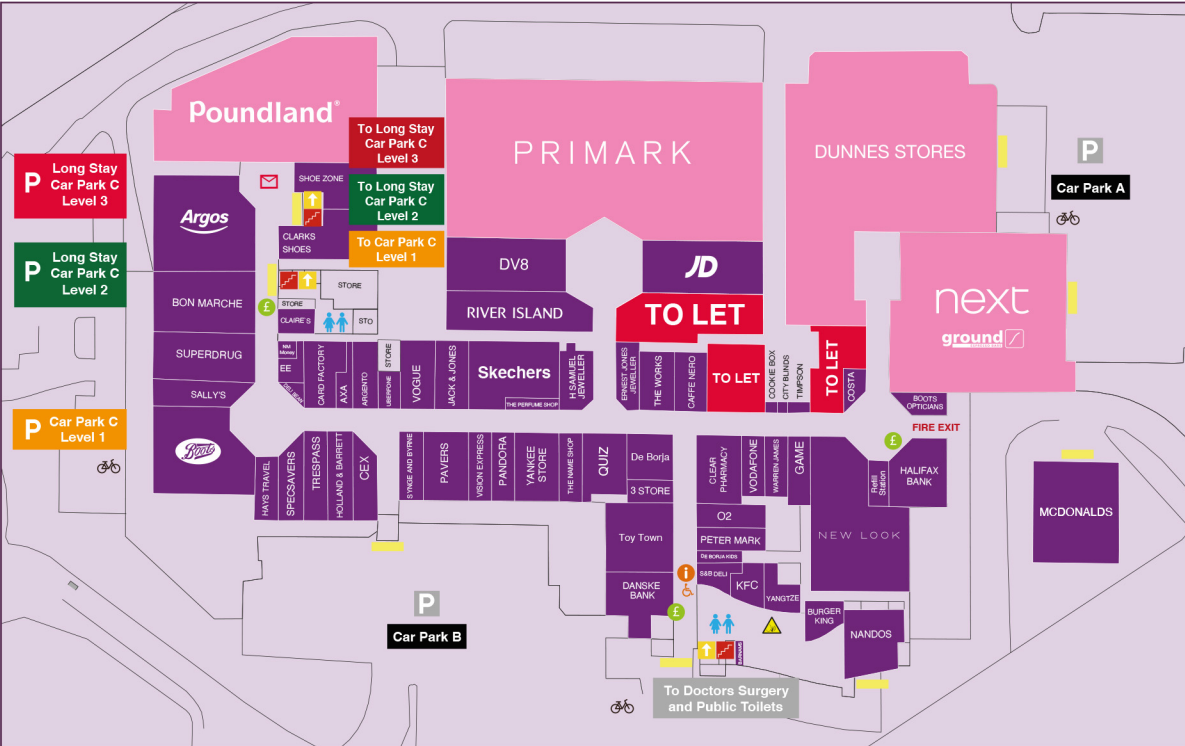 Poundland®
To Long Stay
Car Park C
Level 3
PRIMARK
DUNNES STORES
P
Car Park A
P Long Stay
Car Park C
Level 3
SHOE ZONE
To Long Stay
Car Park C
Level 2
Argos
CLARKS
SHOES
To Car Park C
Level 1
P Long Stay
Car Park C
Level 2
DV8
JD
STORE
BON MARCHE
£
STORE
CLAIRE'S
STO
RIVER ISLAND
TO LET
next
ground
SUPERDRUG
NM
Money
EE
CARD FACTORY
AXA
ARGENTO
STORE
UBERFONE
VOGUE
JACK & JONES
Skechers
THE PERFUME SHOP
H.SAMUEL
JEWELLER
ERNEST JONES
JEWELLER
THE WORKS
CAFFE NERO
TO LET
COOKIE BOX
CITY BLINDS
TIMPSON
TO LET
COSTA
SALLY'S
BOOTS
OPTICIANS
FIRE EXIT
£
P Car Park C
Level 1
Boots
HAYS TRAVEL
SPECSAVERS
TRESPASS
HOLLAND & BARRETT
CEX
SYNGE AND BYRNE
PAVERS
VISION EXPRESS
PANDORA
YANKEE
STORE
THE NAME SHOP
QUIZ
De Borja
3 STORE
CLEAR
PHARMACY
VODAFONE
WARREN JAMES
GAME
Refill
Station
HALIFAX
BANK
MCDONALDS
O2
Toy Town
PETER MARK
NEW LOOK
DE BORJA KIDS
S&B DELI
KFC
YANGTZE
DANSKE
BANK
i
£
P
Car Park B
BURGER
KING
NANDOS
To Doctors Surgery
and Public Toilets